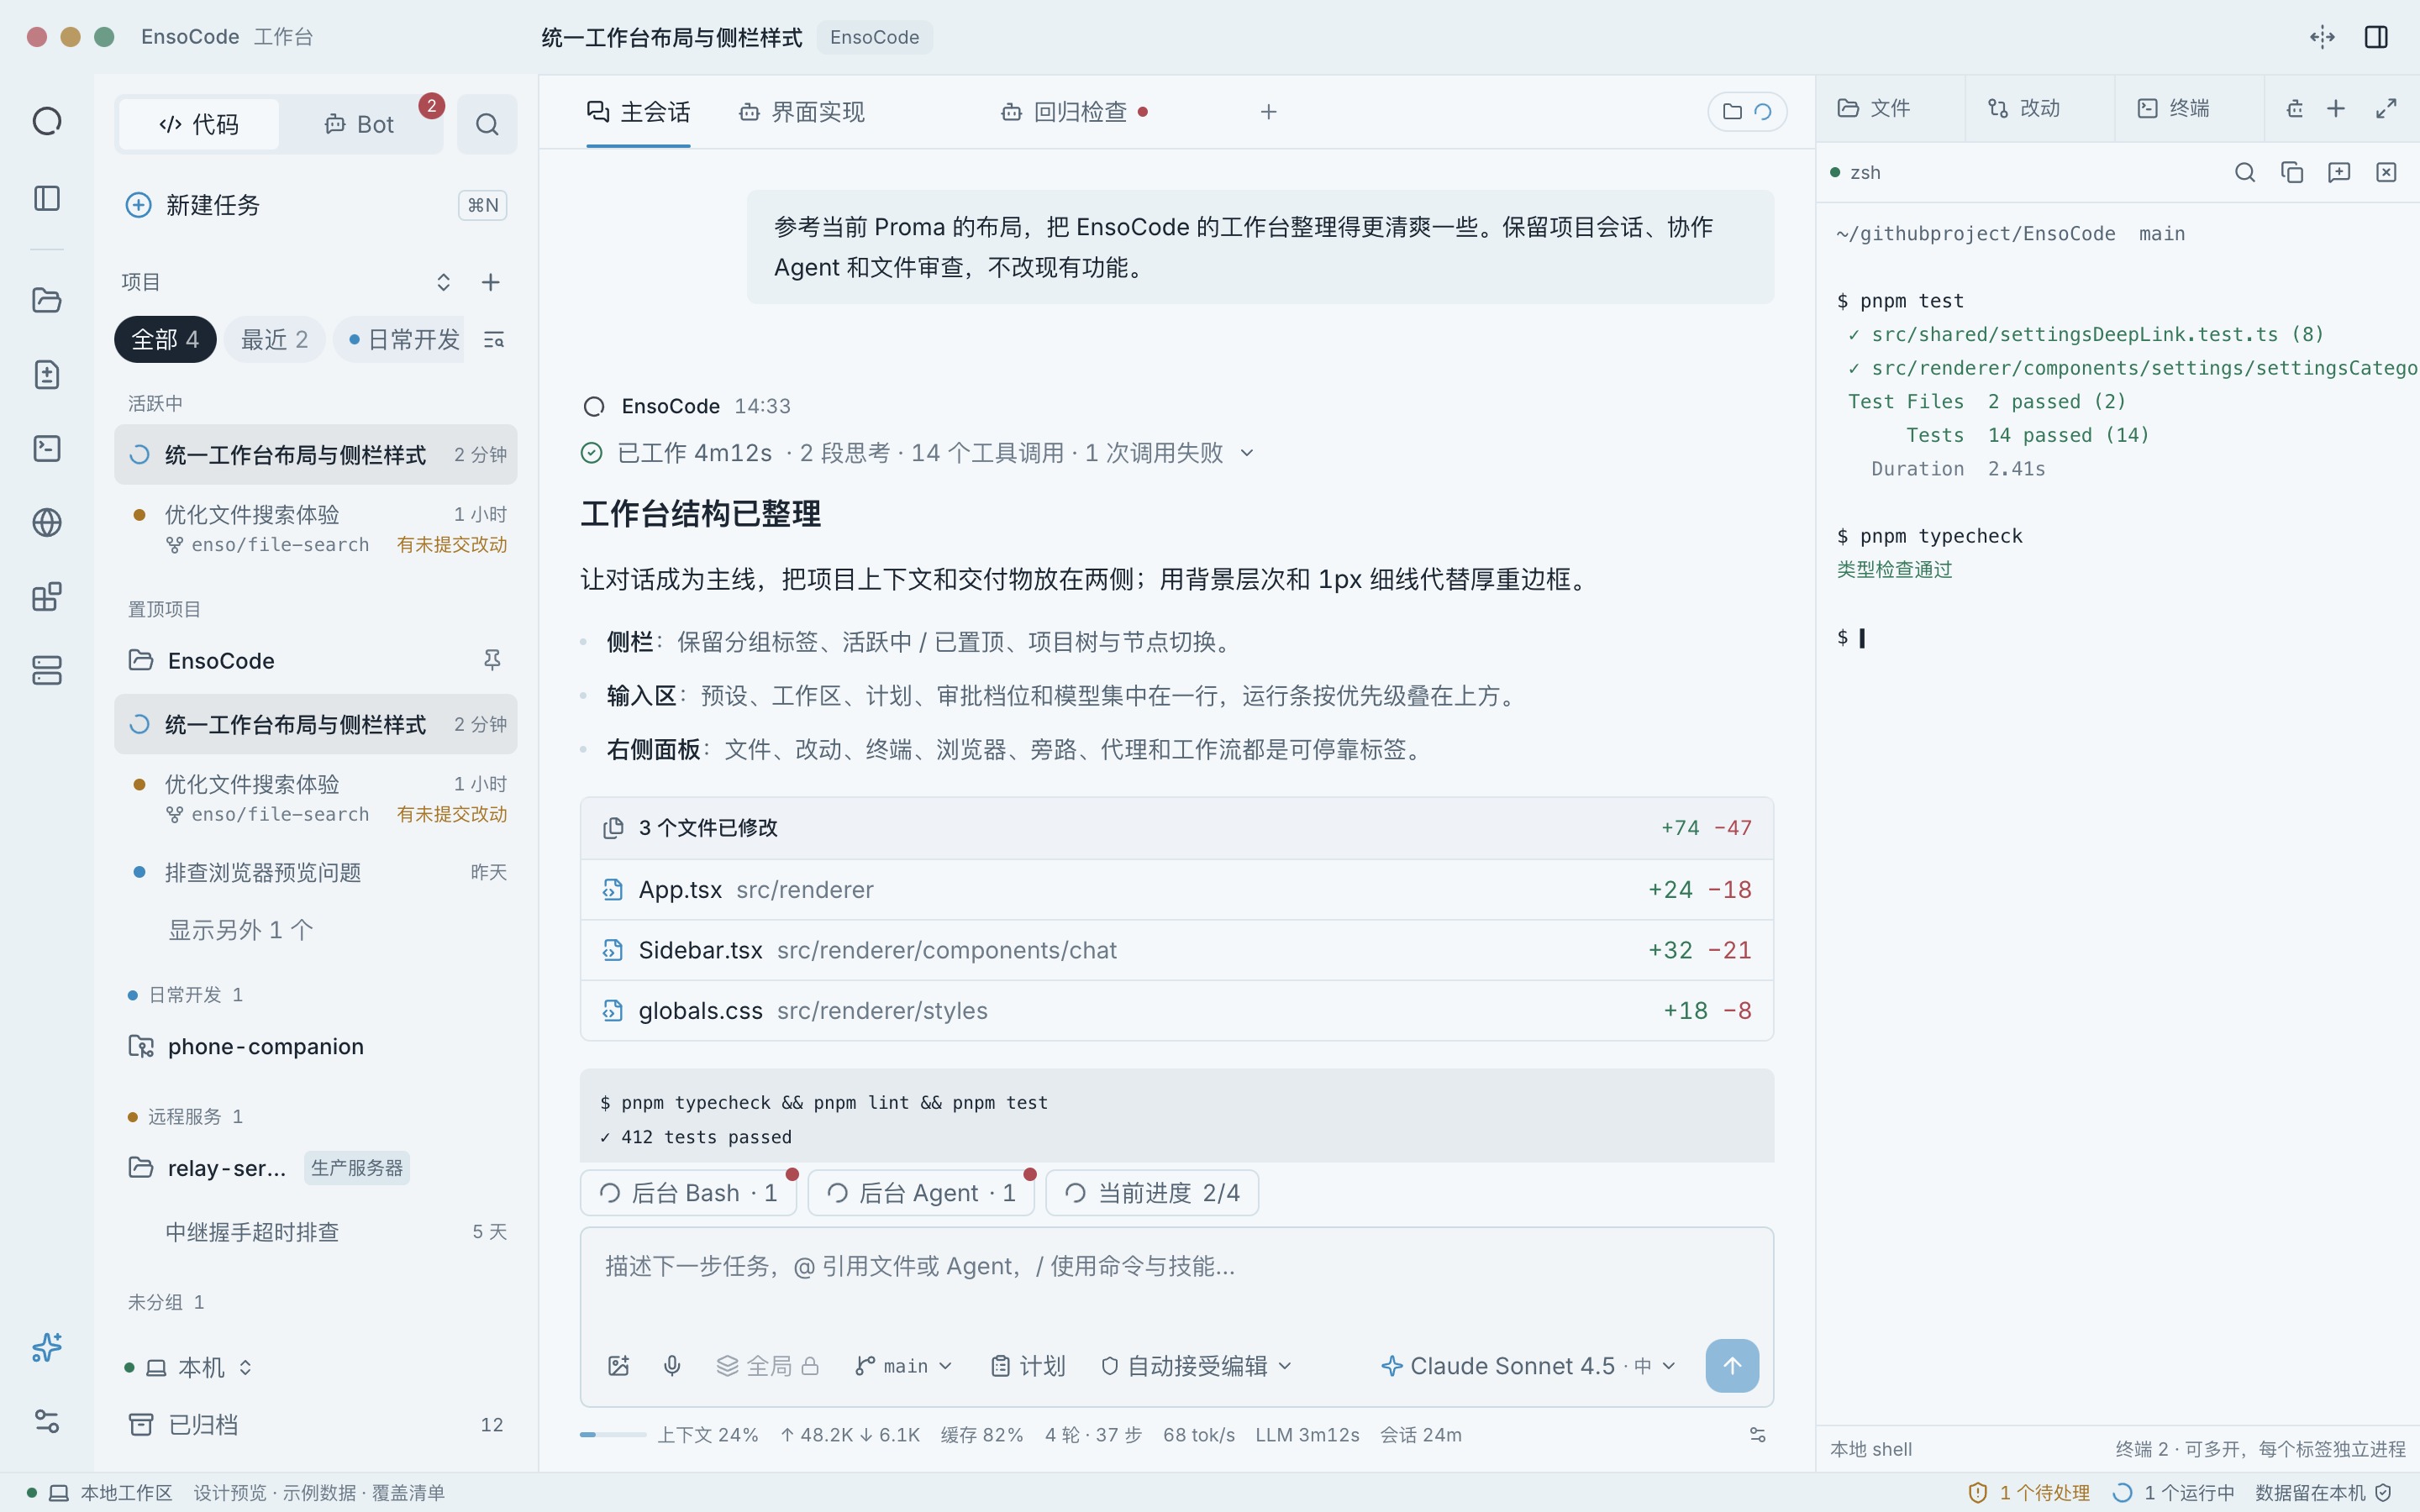 EnsoCode 工作台
统一工作台布局与侧栏样式 EnsoCode
代码 Bot 2
新建任务 ⌘N
项目
全部 4 最近 2 日常开发
活跃中
统一工作台布局与侧栏样式 2 分钟
优化文件搜索体验 1 小时
enso/file-search 有未提交改动
置顶项目
EnsoCode
统一工作台布局与侧栏样式 2 分钟
优化文件搜索体验 1 小时
enso/file-search 有未提交改动
排查浏览器预览问题 昨天
显示另外 1 个
日常开发 1
phone-companion
远程服务 1
relay-ser... 生产服务器
中继握手超时排查 5 天
未分组 1
本机
已归档 12
主会话 界面实现 回归检查
参考当前 Proma 的布局，把 EnsoCode 的工作台整理得更清爽一些。保留项目会话、协作
Agent 和文件审查，不改现有功能。
EnsoCode 14:33
已工作 4m12s · 2 段思考 · 14 个工具调用 · 1 次调用失败
工作台结构已整理
让对话成为主线，把项目上下文和交付物放在两侧；用背景层次和 1px 细线代替厚重边框。
• 侧栏：保留分组标签、活跃中 / 已置顶、项目树与节点切换。
• 输入区：预设、工作区、计划、审批档位和模型集中在一行，运行条按优先级叠在上方。
• 右侧面板：文件、改动、终端、浏览器、旁路、代理和工作流都是可停靠标签。
3 个文件已修改 +74 −47
App.tsx src/renderer +24 −18
Sidebar.tsx src/renderer/components/chat +32 −21
globals.css src/renderer/styles +18 −8
$ pnpm typecheck && pnpm lint && pnpm test
✓ 412 tests passed
后台 Bash · 1 后台 Agent · 1 当前进度 2/4
描述下一步任务，@ 引用文件或 Agent，/ 使用命令与技能...
全局 main 计划 自动接受编辑 Claude Sonnet 4.5 · 中
上下文 24% ↑ 48.2K ↓ 6.1K 缓存 82% 4 轮 · 37 步 68 tok/s LLM 3m12s 会话 24m
文件 改动 终端
zsh
~/githubproject/EnsoCode main
$ pnpm test
✓ src/shared/settingsDeepLink.test.ts (8)
✓ src/renderer/components/settings/settingsCatego
Test Files 2 passed (2)
Tests 14 passed (14)
Duration 2.41s
$ pnpm typecheck
类型检查通过
$
本地 shell 终端 2 · 可多开，每个标签独立进程
本地工作区 设计预览 · 示例数据 · 覆盖清单
1 个待处理 1 个运行中 数据留在本机